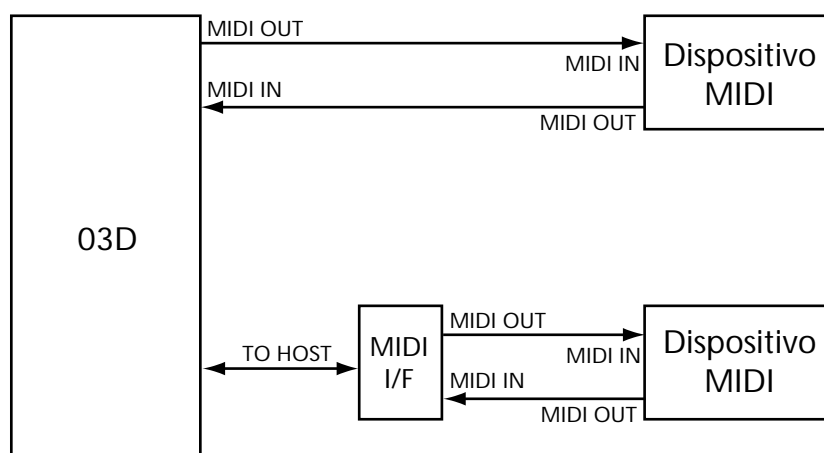 MIDI OUT
MIDI IN
Dispositivo
MIDI
MIDI IN
MIDI OUT
03D
MIDI OUT
MIDI IN
Dispositivo
MIDI
TO HOST
MIDI
I/F
MIDI IN
MIDI OUT